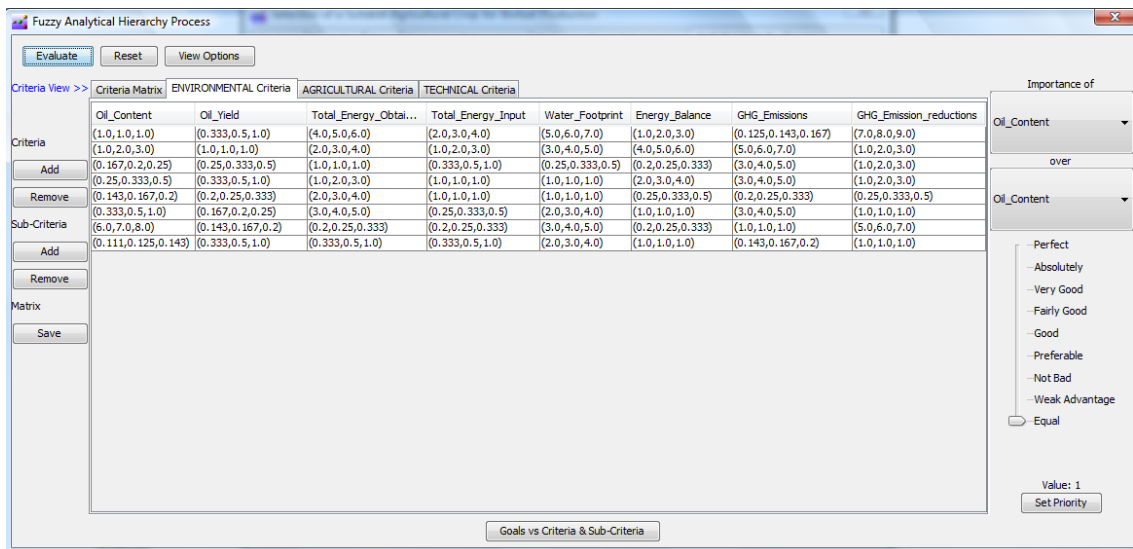 Fuzzy Analytical Hierarchy Process
Evaluate Reset View Options
Criteria View >> Criteria Matrix ENVIRONMENTAL Criteria AGRICULTURAL Criteria TECHNICAL Criteria
Importance of
Oil_Content Oil_Yield Total_Energy_Obtai... Total_Energy_Input Water_Footprint Energy_Balance GHG_Emissions GHG_Emission_reductions
(1.0,1.0,1.0) (0.333,0.5,1.0) (4.0,5.0,6.0) (2.0,3.0,4.0) (5.0,6.0,7.0) (1.0,2.0,3.0) (0.125,0.143,0.167) (7.0,8.0,9.0)
(1.0,2.0,3.0) (1.0,1.0,1.0) (2.0,3.0,4.0) (1.0,2.0,3.0) (3.0,4.0,5.0) (4.0,5.0,6.0) (5.0,6.0,7.0) (1.0,2.0,3.0)
(0.167,0.2,0.25) (0.25,0.333,0.5) (1.0,1.0,1.0) (0.333,0.5,1.0) (0.25,0.333,0.5) (0.2,0.25,0.333) (3.0,4.0,5.0) (1.0,2.0,3.0)
(0.25,0.333,0.5) (0.333,0.5,1.0) (1.0,2.0,3.0) (1.0,1.0,1.0) (1.0,1.0,1.0) (2.0,3.0,4.0) (3.0,4.0,5.0) (1.0,2.0,3.0)
(0.143,0.167,0.2) (0.2,0.25,0.333) (2.0,3.0,4.0) (1.0,1.0,1.0) (1.0,1.0,1.0) (0.25,0.333,0.5) (0.2,0.25,0.333) (0.25,0.333,0.5)
(0.333,0.5,1.0) (0.167,0.2,0.25) (3.0,4.0,5.0) (0.25,0.333,0.5) (2.0,3.0,4.0) (1.0,1.0,1.0) (3.0,4.0,5.0) (1.0,1.0,1.0)
(6.0,7.0,8.0) (0.143,0.167,0.2) (0.2,0.25,0.333) (0.2,0.25,0.333) (3.0,4.0,5.0) (0.2,0.25,0.333) (1.0,1.0,1.0) (5.0,6.0,7.0)
(0.111,0.125,0.143) (0.333,0.5,1.0) (0.333,0.5,1.0) (0.333,0.5,1.0) (2.0,3.0,4.0) (1.0,1.0,1.0) (0.143,0.167,0.2) (1.0,1.0,1.0)
Criteria
Add
Remove
Sub-Criteria
Add
Remove
Matrix
Save
Oil_Content
over
Oil_Content
Perfect
Absolutely
Very Good
Fairly Good
Good
Preferable
Not Bad
Weak Advantage
Equal
Value: 1
Set Priority
Goals vs Criteria & Sub-Criteria